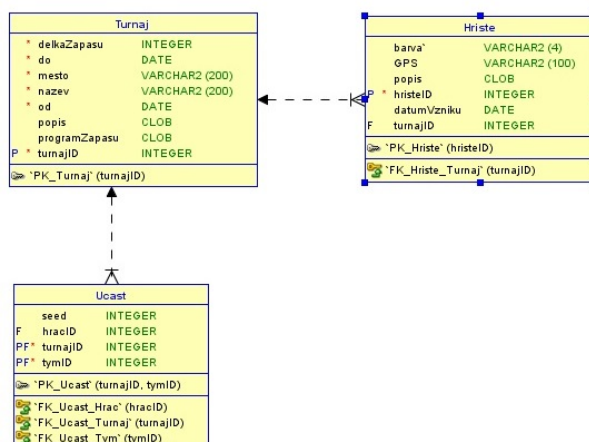 Turnaj
* delkaZapasu INTEGER
* do DATE
* mesto VARCHAR2 (200)
* nazev VARCHAR2 (200)
* od DATE
popis CLOB
programZapasu CLOB
P * turnajID INTEGER
`PK_Turnaj` (turnajID)
Hriste
barva` VARCHAR2 (4)
GPS VARCHAR2 (100)
popis CLOB
P * hristeID INTEGER
datumVzniku DATE
F turnajID INTEGER
`PK_Hriste` (hristeID)
`FK_Hriste_Turnaj` (turnajID)
Ucast
seed INTEGER
F hracID INTEGER
PF* turnajID INTEGER
PF* tymID INTEGER
`PK_Ucast` (turnajID, tymID)
`FK_Ucast_Hrac` (hracID)
`FK_Ucast_Turnaj` (turnajID)
`FK_Ucast_Tym` (tymID)